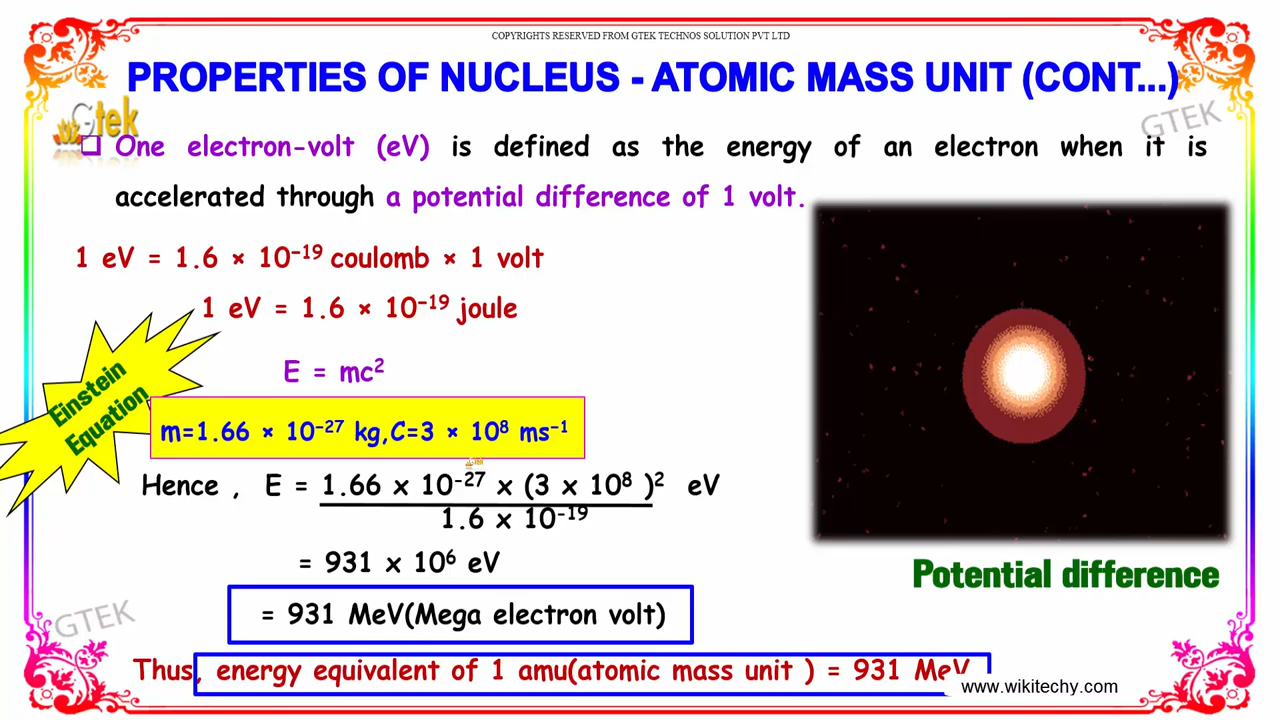 COPYRIGHTS RESERVED FROM GTEK TECHNOS SOLUTION PVT LTD
PROPERTIES OF NUCLEUS - ATOMIC MASS UNIT (CONT...)
Gtek
GTEK
❑ One electron-volt (eV) is defined as the energy of an electron when it is
accelerated through a potential difference of 1 volt.
1 eV = 1.6 × 10⁻¹⁹ coulomb × 1 volt
1 eV = 1.6 × 10⁻¹⁹ joule
Einstein
Equation
E = mc²
m=1.66 × 10⁻²⁷ kg,C=3 × 10⁸ ms⁻¹
Hence , E = 1.66 x 10⁻²⁷ x (3 x 10⁸ )² eV
1.6 x 10⁻¹⁹
= 931 x 10⁶ eV
Potential difference
= 931 MeV(Mega electron volt)
GTEK
Thus, energy equivalent of 1 amu(atomic mass unit ) = 931 MeV
www.wikitechy.com